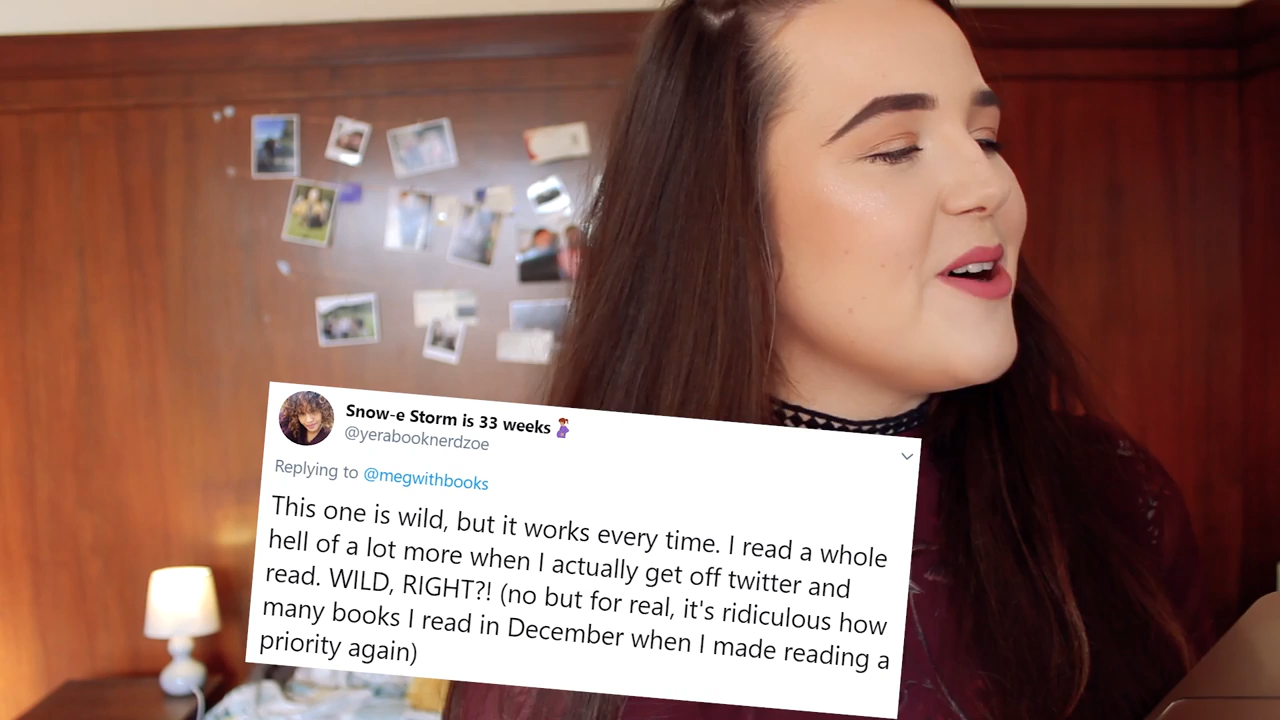 Snow-e Storm is 33 weeks
@yerabooknerdzoe
Replying to @megwithbooks
This one is wild, but it works every time. I read a whole
hell of a lot more when I actually get off twitter and
read. WILD, RIGHT?! (no but for real, it's ridiculous how
many books I read in December when I made reading a
priority again)